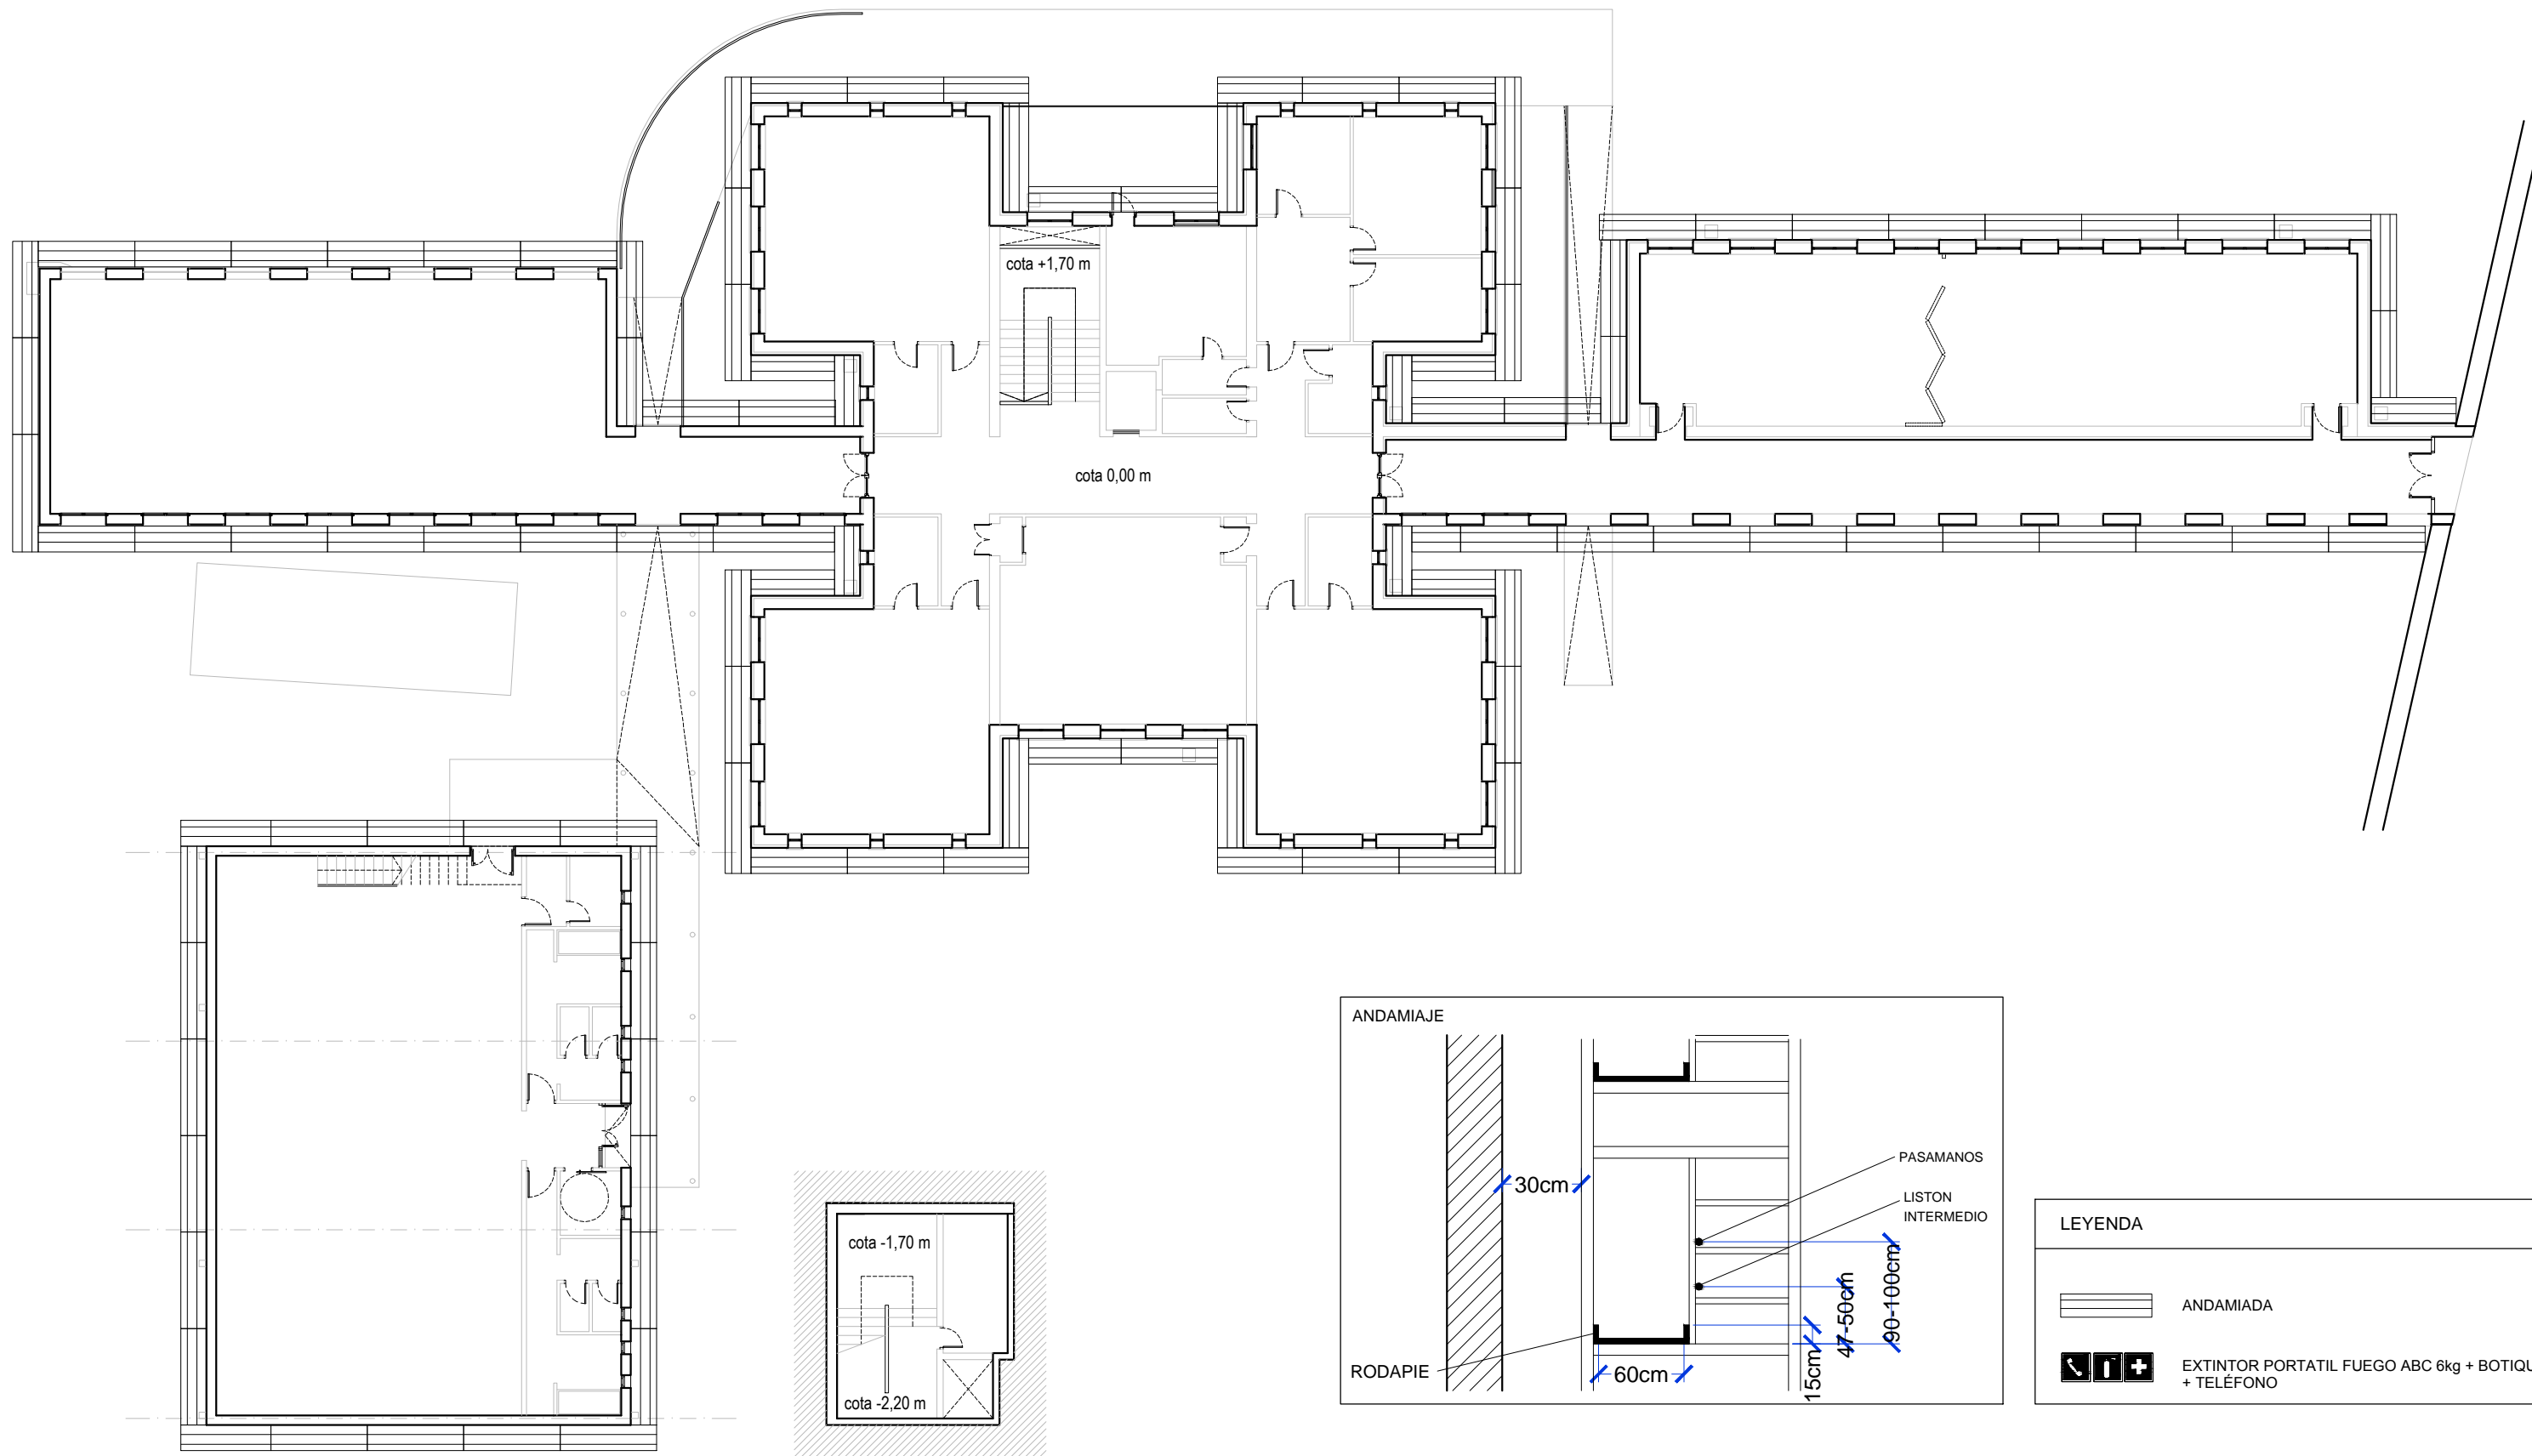 cota +1,70 m
cota 0,00 m
cota -1,70 m
cota -2,20 m
ANDAMIAJE
PASAMANOS
LISTON
INTERMEDIO
30cm
90-100cm
47-50cm
15cm
60cm
RODAPIE
LEYENDA
ANDAMIADA
EXTINTOR PORTATIL FUEGO ABC 6kg + BOTIQU
+ TELÉFONO